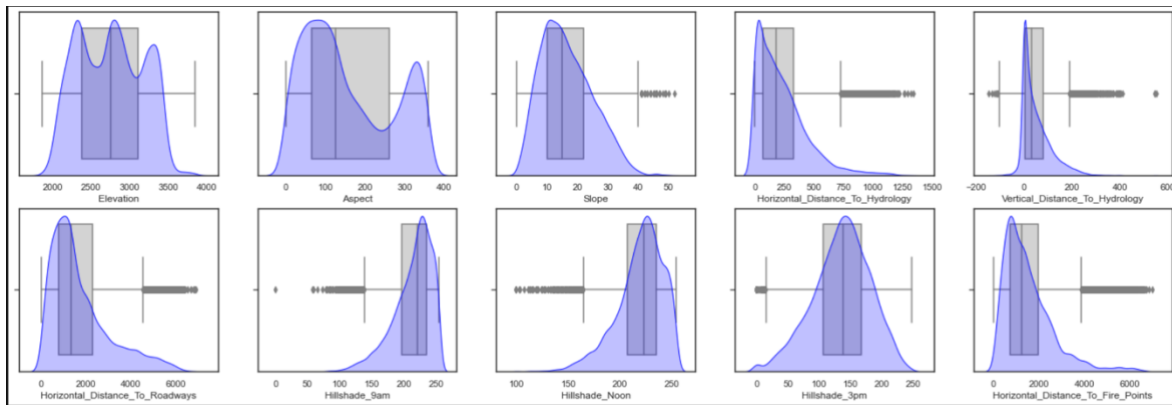 2000 2500 3000 3500 4000
Elevation
0 100 200 300 400
Aspect
0 10 20 30 40 50
Slope
0 250 500 750 1000 1250 1500
Horizontal_Distance_To_Hydrology
−200 0 200 400 600
Vertical_Distance_To_Hydrology
0 2000 4000 6000
Horizontal_Distance_To_Roadways
0 50 100 150 200 250
Hillshade_9am
100 150 200 250
Hillshade_Noon
0 50 100 150 200 250
Hillshade_3pm
0 2000 4000 6000
Horizontal_Distance_To_Fire_Points